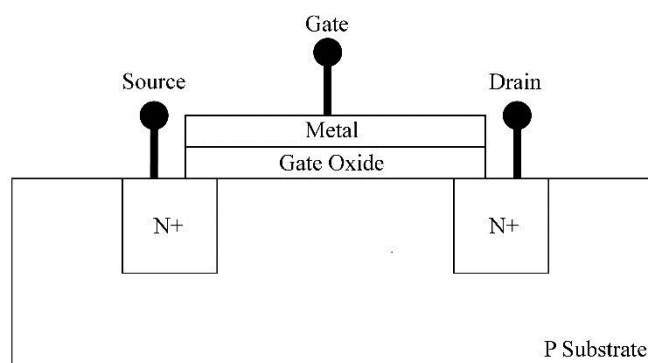 Gate
Source
Drain
Metal
Gate Oxide
N+
N+
P Substrate